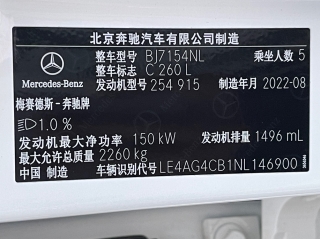 北京奔驰汽车有限公司制造
Mercedes-Benz
整车型号 BJ7154NL 乘坐人数 5
整车标志 C 260 L
发动机型号 254 915 制造年月 2022-08
梅赛德斯-奔驰牌
1.0 %
发动机最大净功率 150 kW 发动机排量 1496 mL
最大允许总质量 2260 kg
中国 制造 车辆识别代号 LE4AG4CB1NL146900